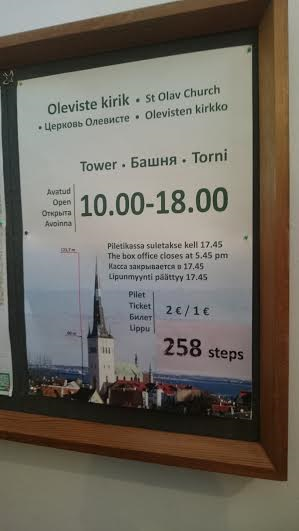 Oleviste kirik • St Olav Church
• Церковь Олевисте • Olevisten kirkko
Tower • Башня • Torni
Avatud
Open
Открыта
Avoinna
10.00-18.00
Piletikassa suletakse kell 17.45
The box office closes at 5.45 pm
Касса закрывается в 17.45
Lipunmyynti päättyy 17.45
Pilet
Ticket
Билет
Lippu
2 € / 1 €
258 steps